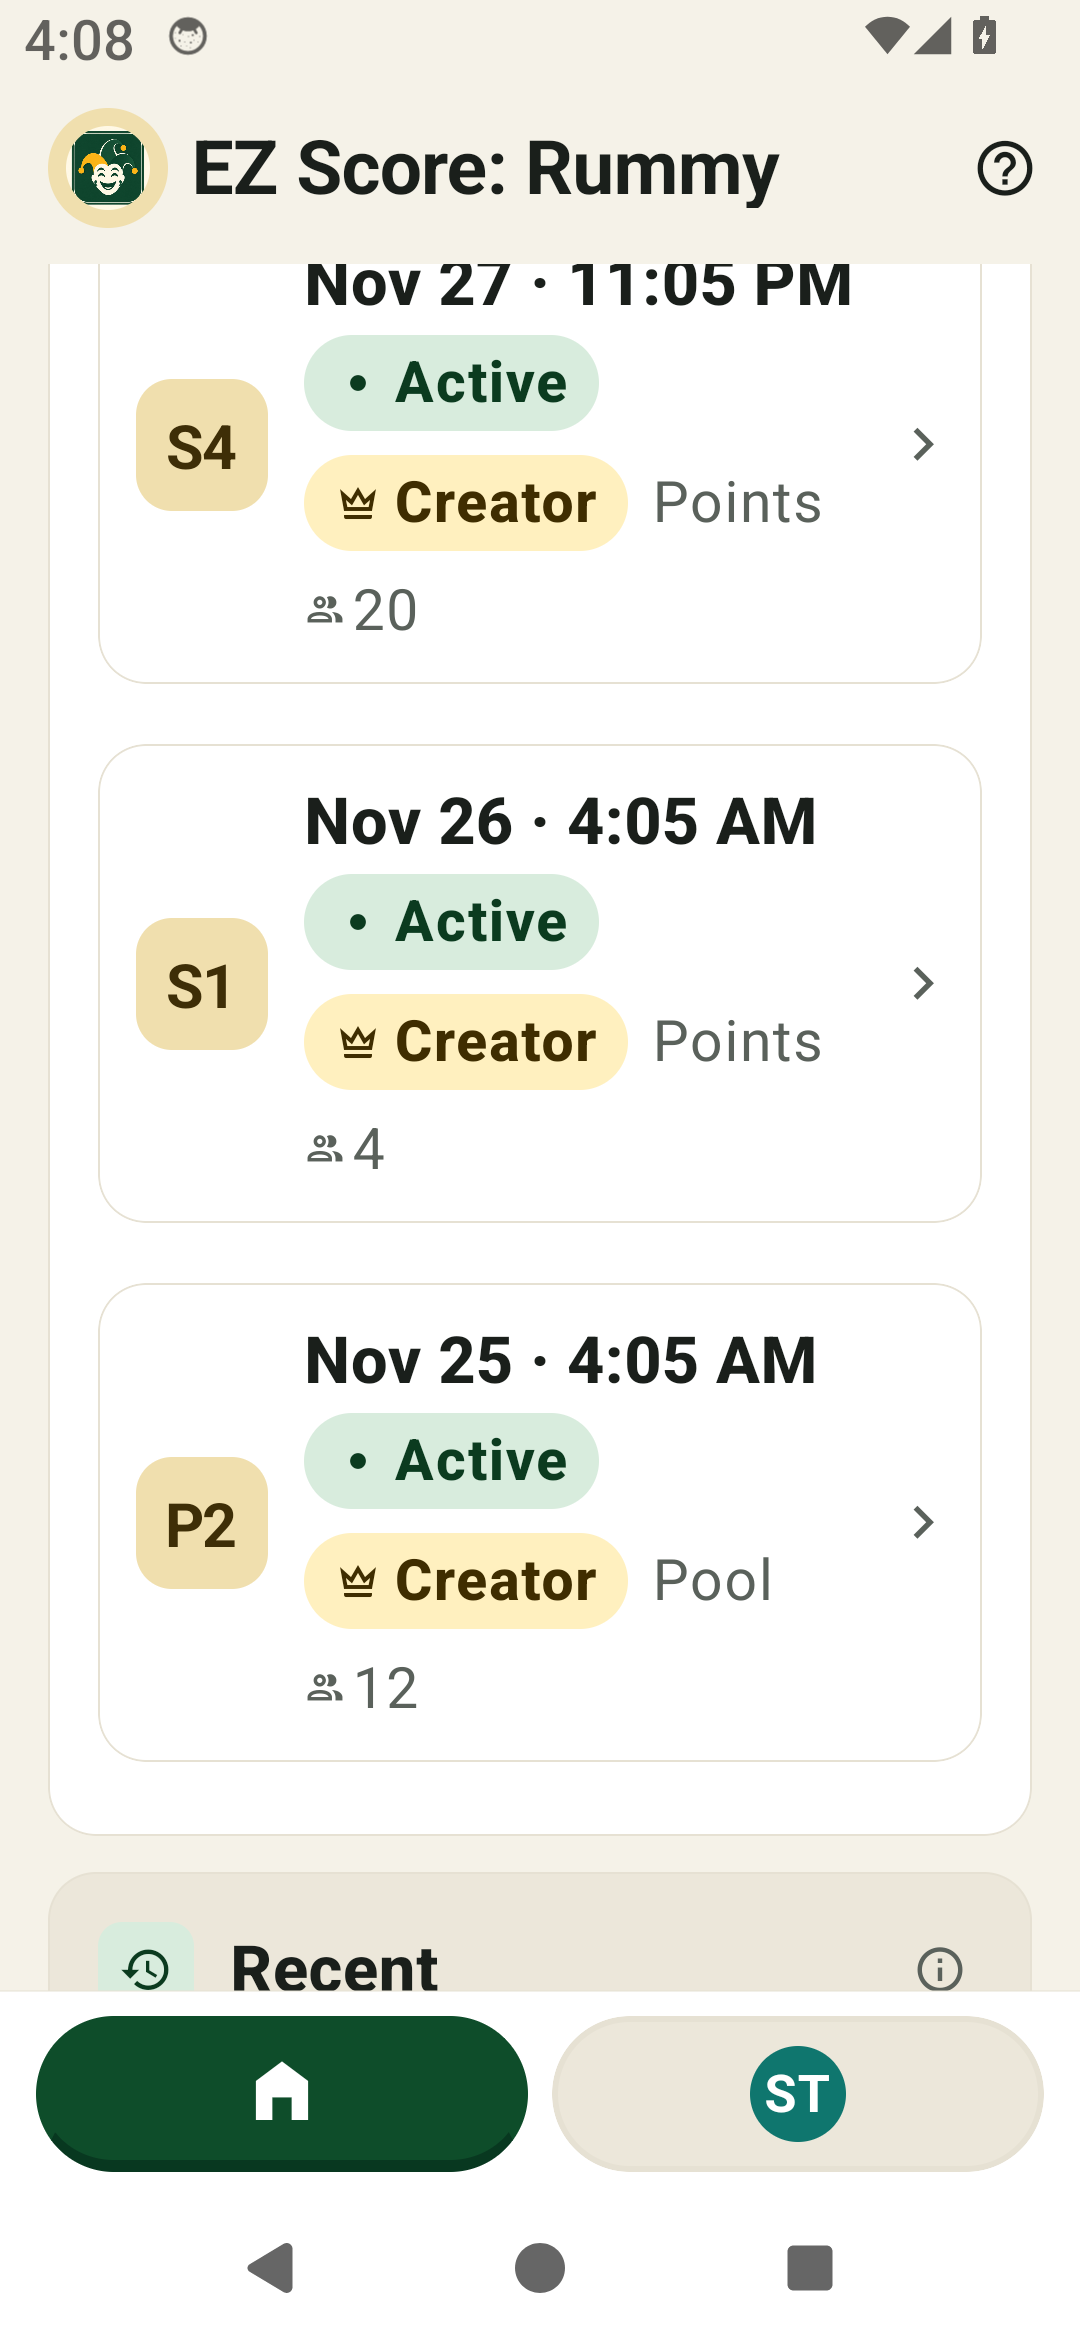 4:08
EZ Score: Rummy
Nov 27 · 11:05 PM
• Active
S4
Creator Points
20
Nov 26 · 4:05 AM
• Active
S1
Creator Points
4
Nov 25 · 4:05 AM
• Active
P2
Creator Pool
12
Recent
ST